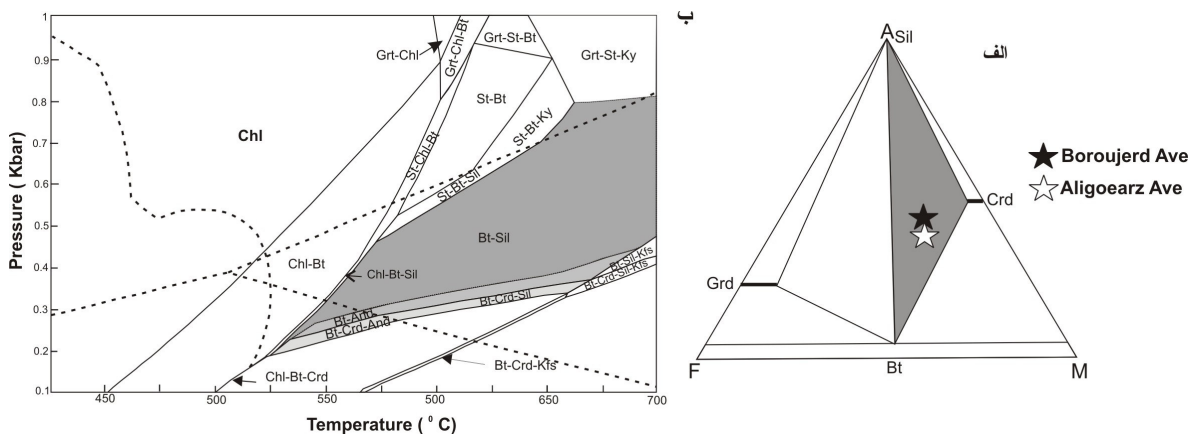 1
0.9
0.8
0.7
0.6
0.5
0.4
0.3
0.2
0.1
Pressure ( Kbar)
450
500
550
500
650
700
Temperature ( ⁰ C)
Chl
Grt-Chl
Grt-Chl-Bt
Grt-St-Bt
Grt-St-Ky
St-Bt
St-Chl-Bt
St-Bt-Ky
St-Bt-Sil
Bt-Sil
Chl-Bt
Chl-Bt-Sil
Bt-And
Bt-Crd-And
Bt-Crd-Sil
Bt-Sil-Kfs
Bt-Crd-Sil-Kfs
Bt-Crd-Kfs
Chl-Bt-Crd
الف
A Sil
Boroujerd Ave
Aligoearz Ave
Crd
Grd
F
Bt
M